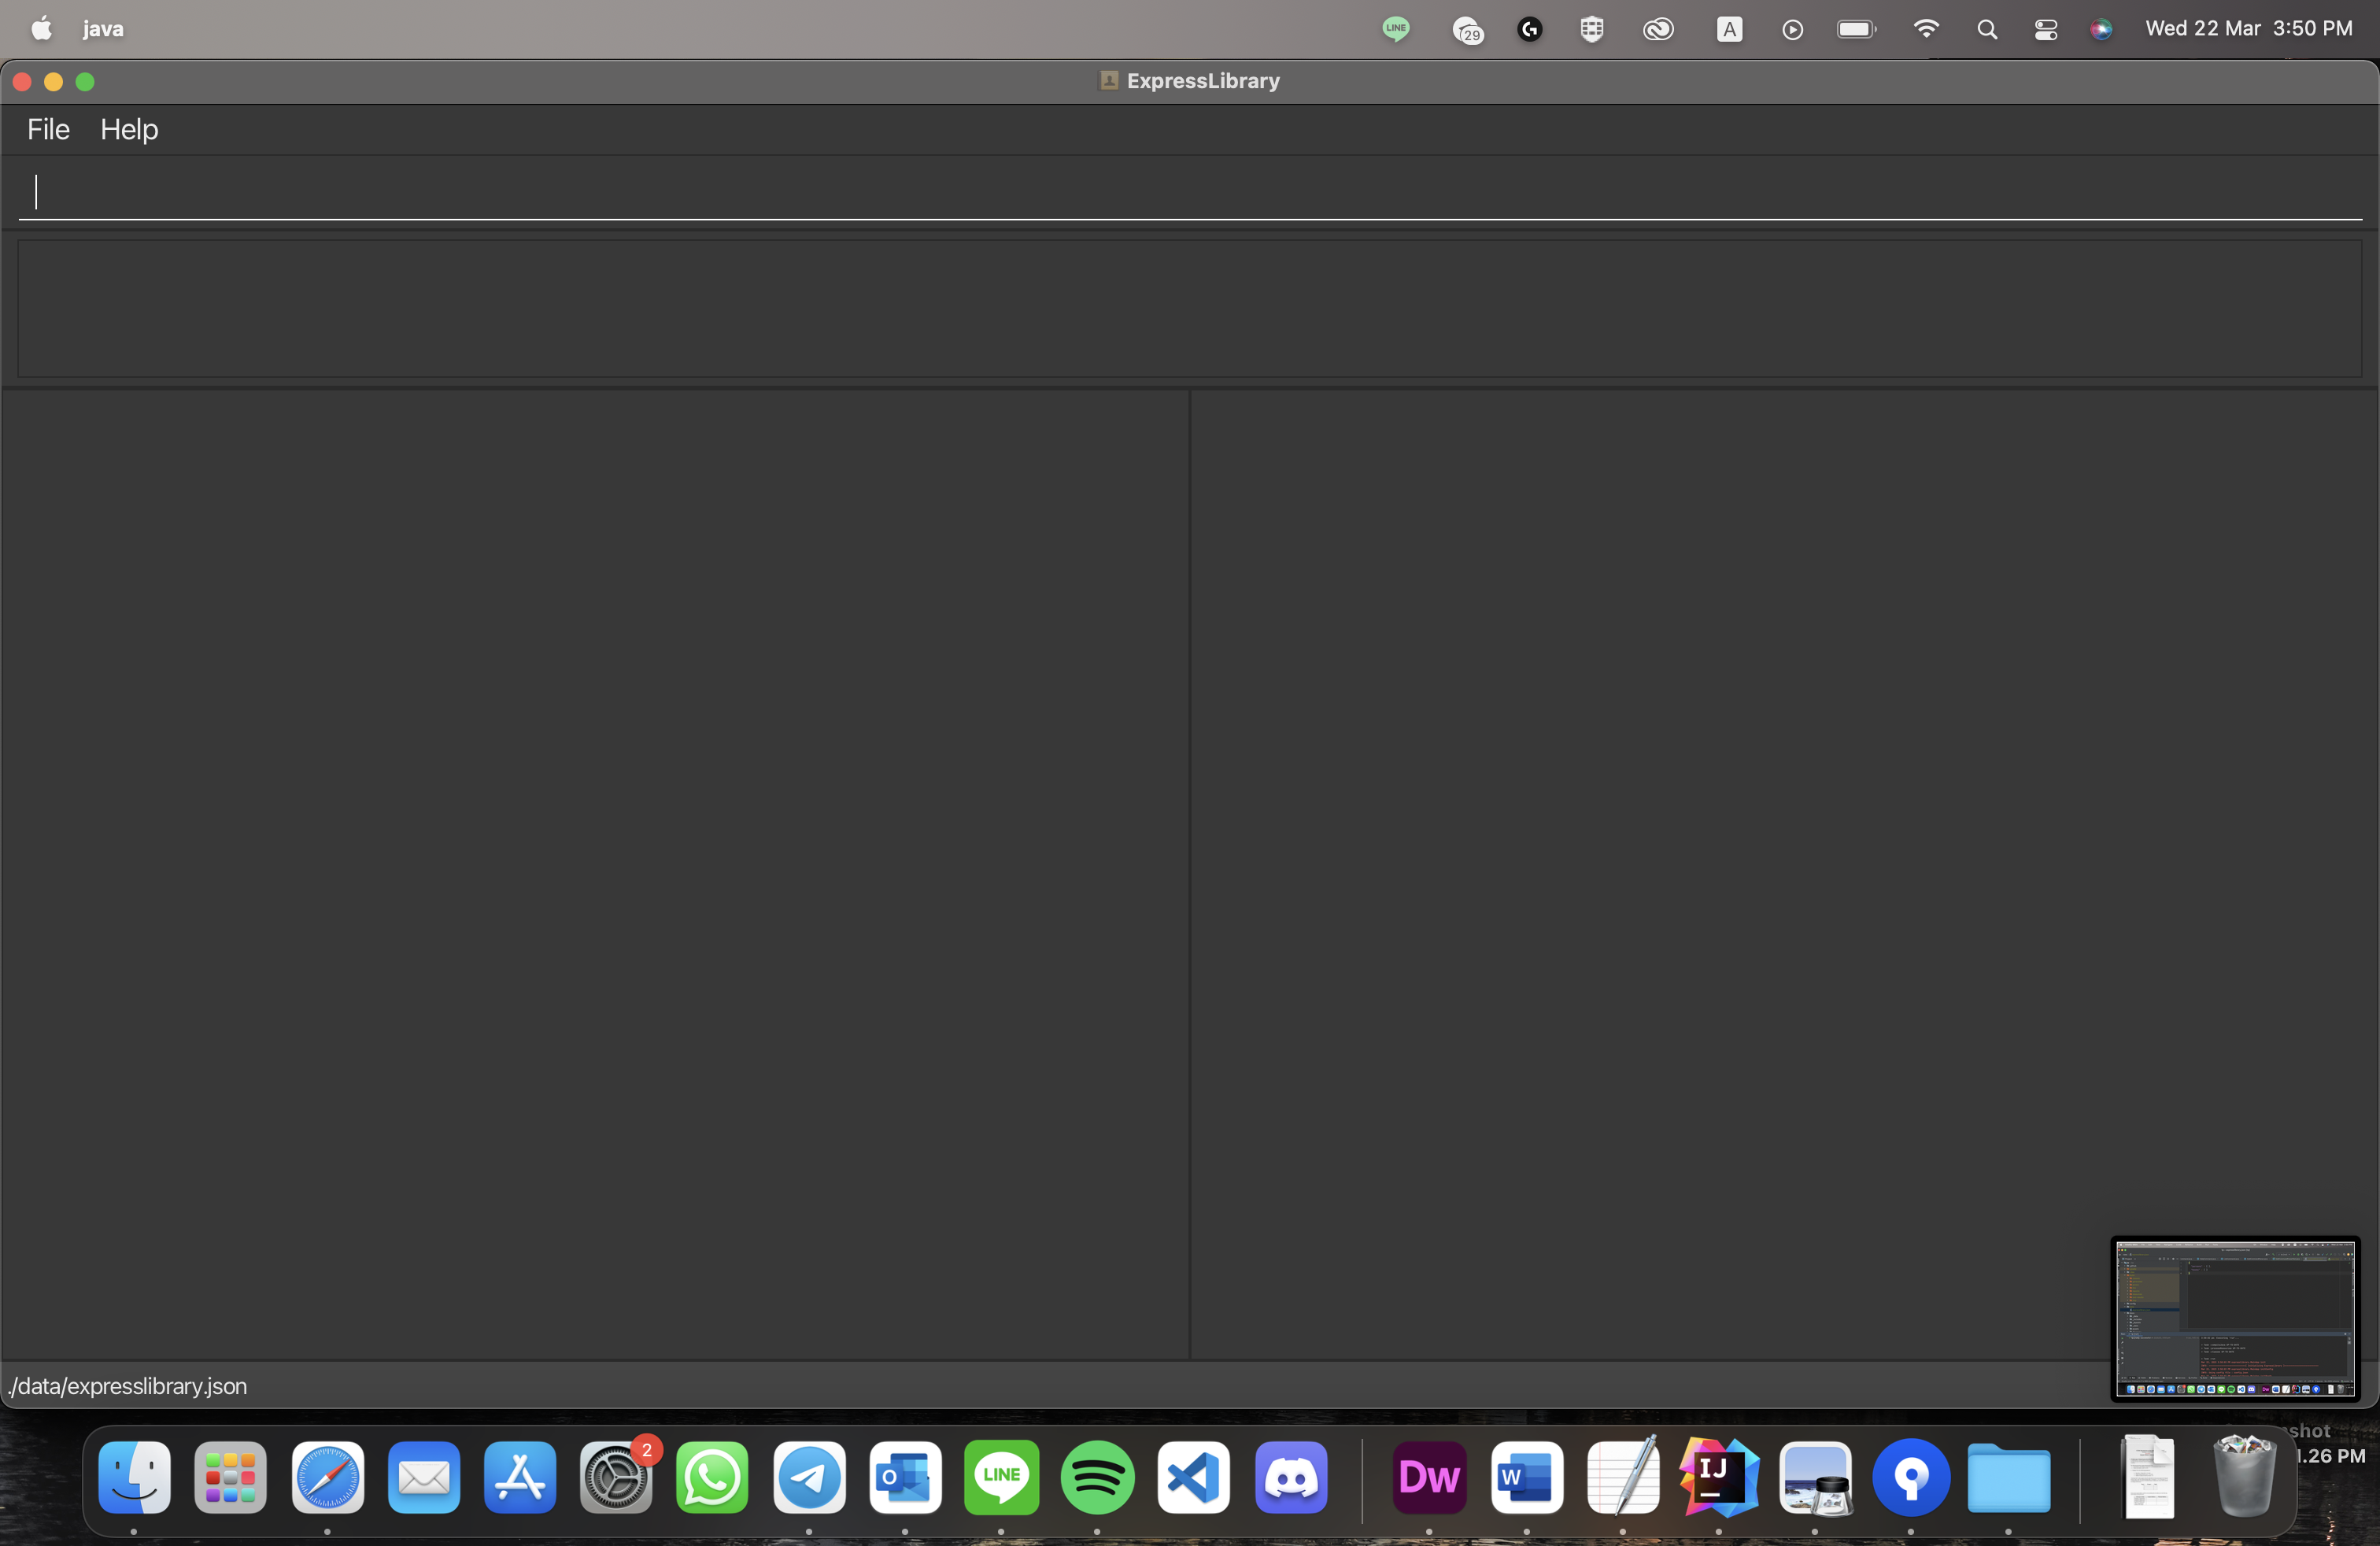 java
LINE
29
A
Wed 22 Mar 3:50 PM
ExpressLibrary
File Help
./data/expresslibrary.json
shot
1.26 PM
2
O
LINE
Dw
W
IJ